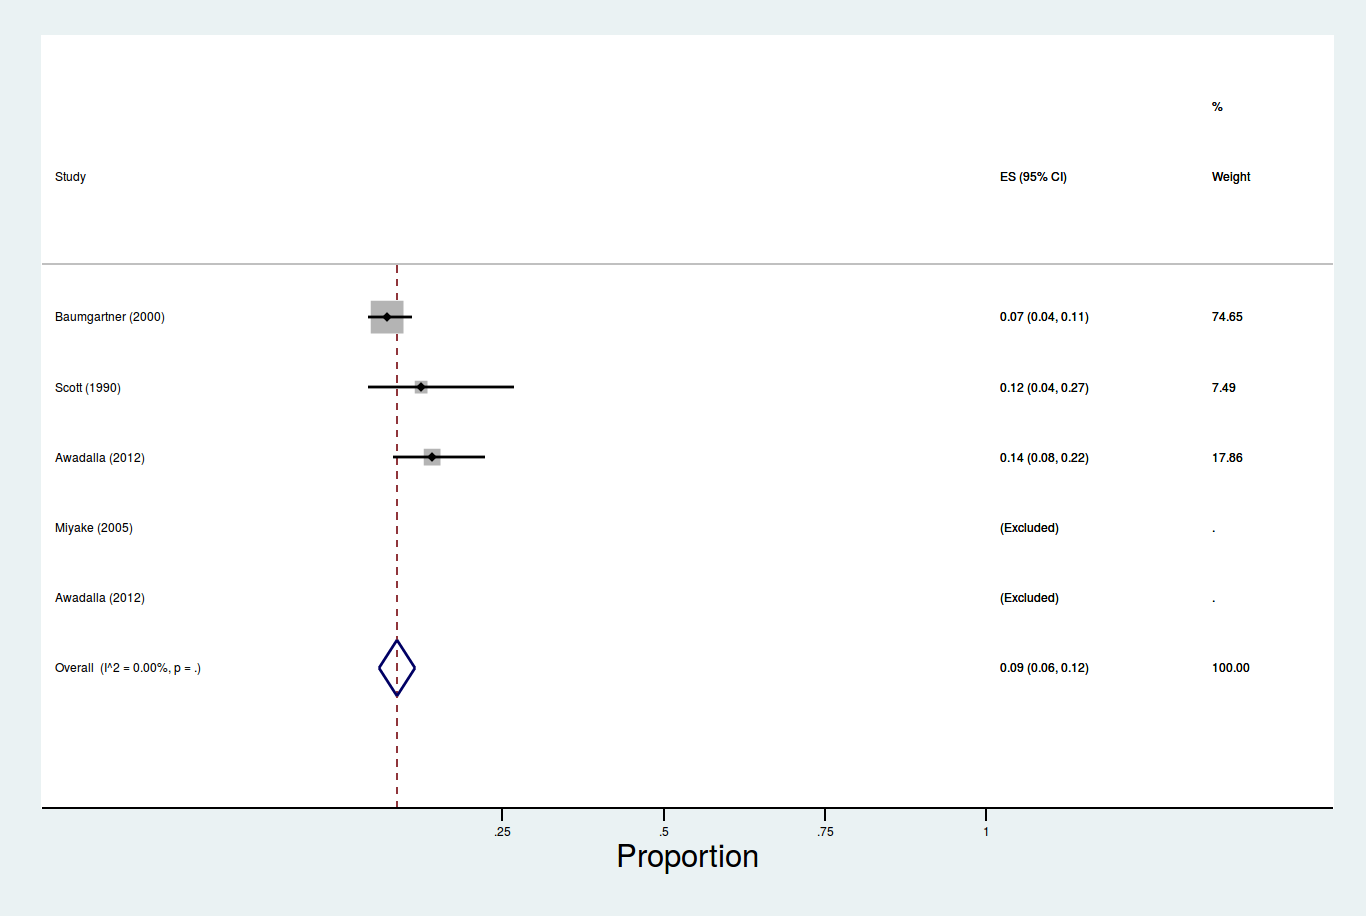 %
Study ES (95% CI) Weight
Baumgartner (2000) 0.07 (0.04, 0.11) 74.65
Scott (1990) 0.12 (0.04, 0.27) 7.49
Awadalla (2012) 0.14 (0.08, 0.22) 17.86
Miyake (2005) (Excluded) .
Awadalla (2012) (Excluded) .
Overall (I^2 = 0.00%, p = .) 0.09 (0.06, 0.12) 100.00
.25 .5 .75 1
Proportion